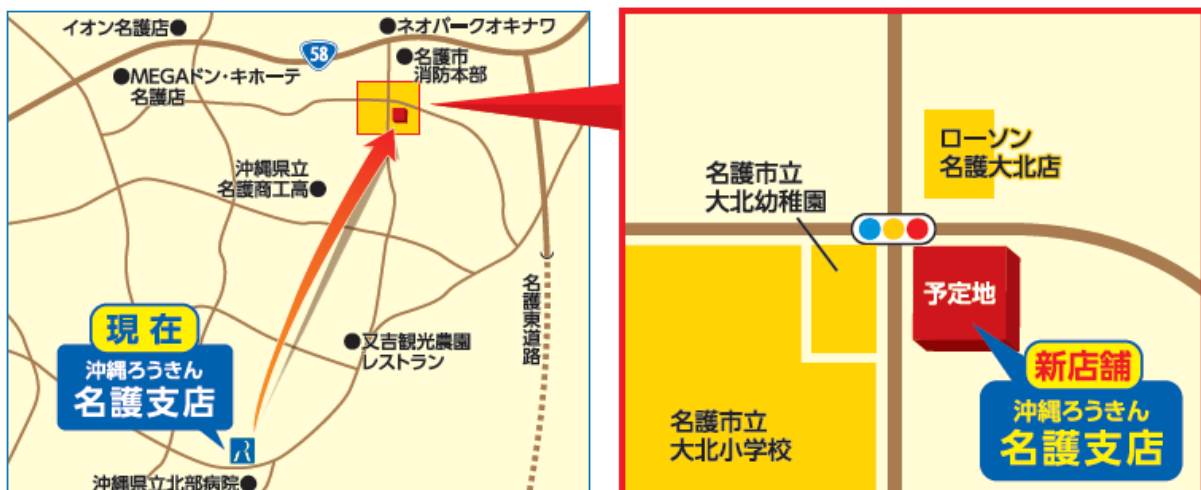 イオン名護店●
58
●ネオパークオキナワ
●名護市
消防本部
●MEGAドン・キホーテ
名護店
沖縄県立
名護商工高●
名護東道路
現在
沖縄ろうきん
名護支店
●又吉観光農園
レストラン
沖縄県立北部病院●
ローソン
名護大北店
名護市立
大北幼稚園
予定地
新店舗
沖縄ろうきん
名護支店
名護市立
大北小学校